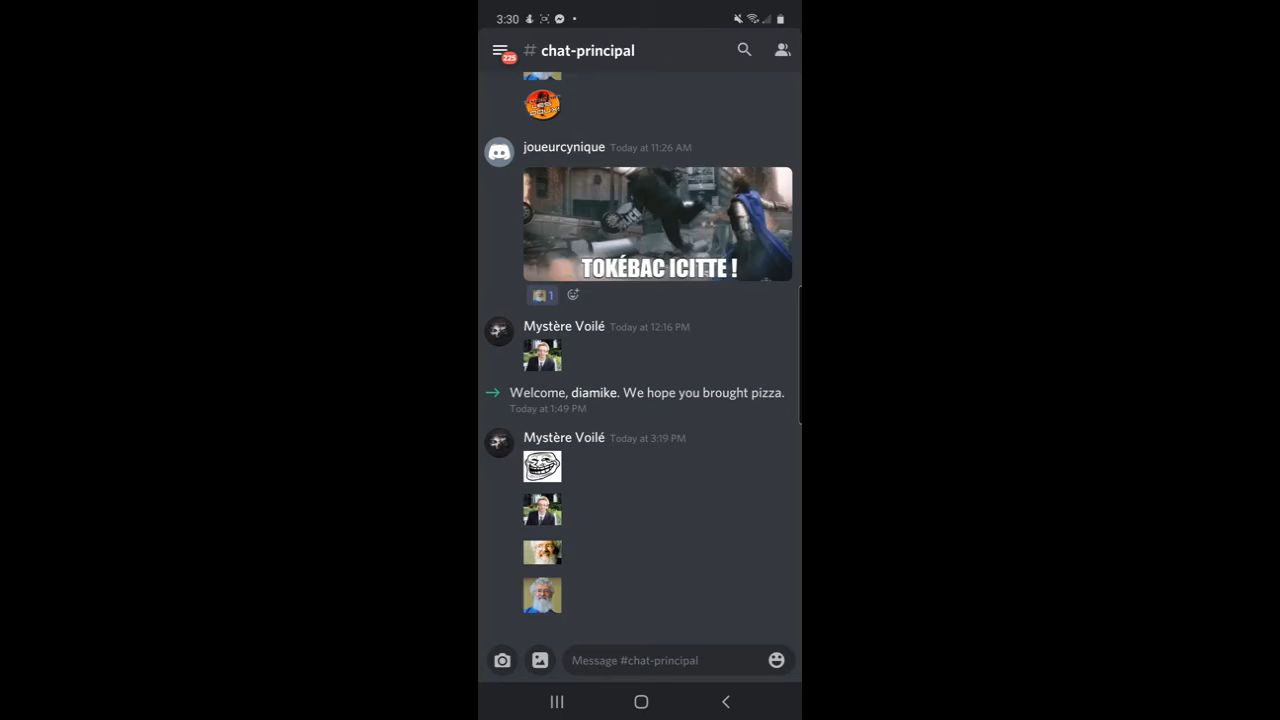 3:30
225
# chat-principal
joueurcynique Today at 11:26 AM
POLICE
TOKÉBAC ICITTE !
1
Mystère Voilé Today at 12:16 PM
Welcome, diamike. We hope you brought pizza.
Today at 1:49 PM
Mystère Voilé Today at 3:19 PM
Message #chat-principal